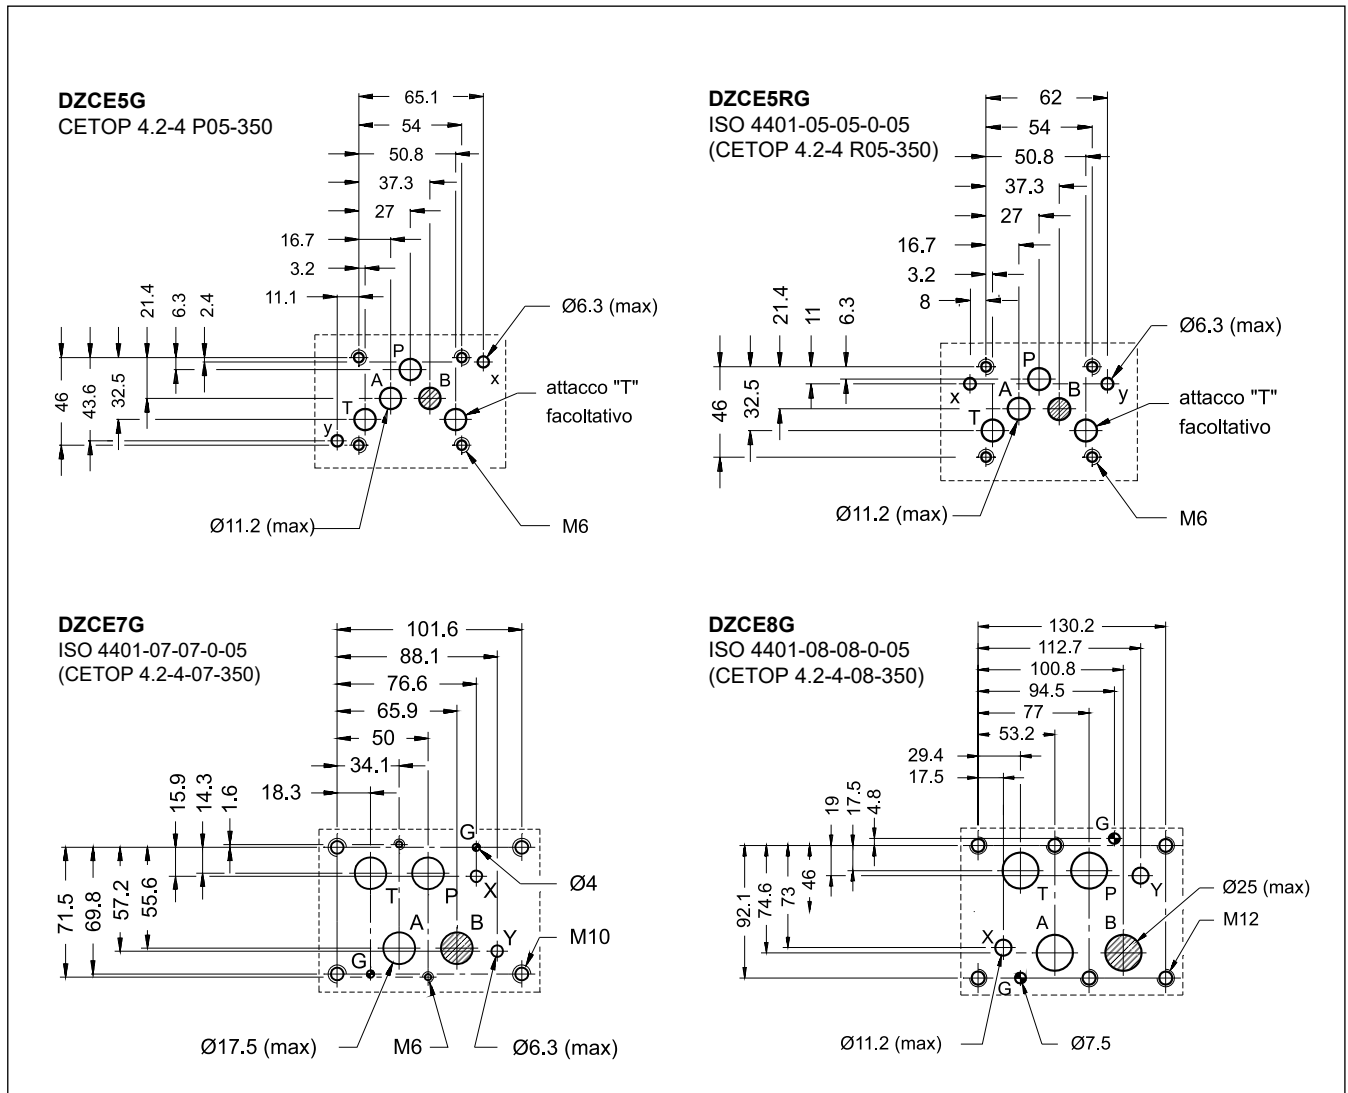 DZCE5G
CETOP 4.2-4 P05-350
65.1
54
50.8
37.3
27
16.7
3.2
11.1
21.4
6.3
2.4
46
43.6
32.5
P
A
B
T
x
y
Ø6.3 (max)
attacco "T"
facoltativo
Ø11.2 (max)
M6
DZCE5RG
ISO 4401-05-05-0-05
(CETOP 4.2-4 R05-350)
62
54
50.8
37.3
27
16.7
3.2
8
21.4
11
6.3
46
32.5
P
A
B
T
x
y
Ø6.3 (max)
attacco "T"
facoltativo
Ø11.2 (max)
M6
DZCE7G
ISO 4401-07-07-0-05
(CETOP 4.2-4-07-350)
101.6
88.1
76.6
65.9
50
34.1
18.3
15.9
14.3
1.6
71.5
69.8
57.2
55.6
G
T
P
X
A
B
Y
G
Ø4
M10
Ø17.5 (max)
M6
Ø6.3 (max)
DZCE8G
ISO 4401-08-08-0-05
(CETOP 4.2-4-08-350)
130.2
112.7
100.8
94.5
77
53.2
29.4
17.5
19
17.5
4.8
92.1
74.6
73
46
G
T
P
Y
A
B
X
G
Ø25 (max)
M12
Ø11.2 (max)
Ø7.5